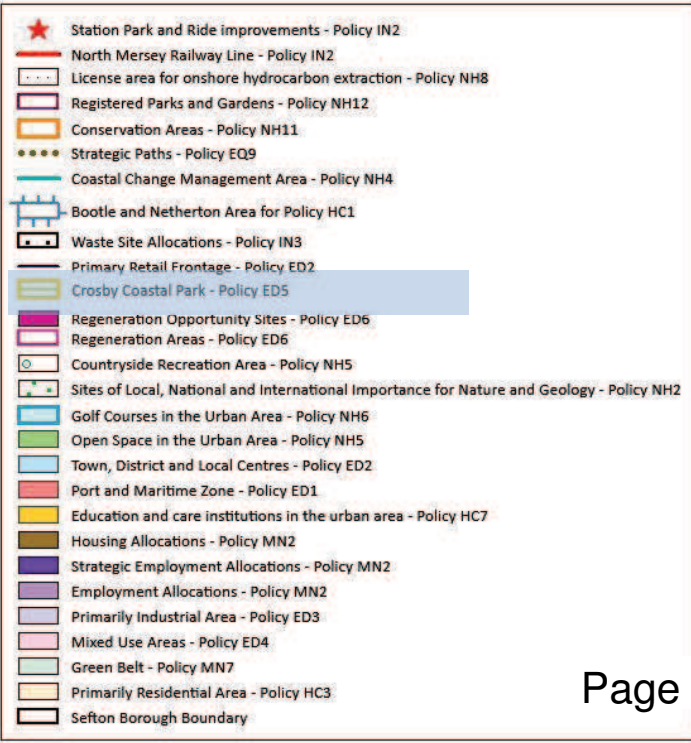 Station Park and Ride improvements - Policy IN2
North Mersey Railway Line - Policy IN2
License area for onshore hydrocarbon extraction - Policy NH8
Registered Parks and Gardens - Policy NH12
Conservation Areas - Policy NH11
Strategic Paths - Policy EQ9
Coastal Change Management Area - Policy NH4
Bootle and Netherton Area for Policy HC1
Waste Site Allocations - Policy IN3
Primary Retail Frontage - Policy ED2
Crosby Coastal Park - Policy ED5
Regeneration Opportunity Sites - Policy ED6
Regeneration Areas - Policy ED6
Countryside Recreation Area - Policy NH5
Sites of Local, National and International Importance for Nature and Geology - Policy NH2
Golf Courses in the Urban Area - Policy NH6
Open Space in the Urban Area - Policy NH5
Town, District and Local Centres - Policy ED2
Port and Maritime Zone - Policy ED1
Education and care institutions in the urban area - Policy HC7
Housing Allocations - Policy MN2
Strategic Employment Allocations - Policy MN2
Employment Allocations - Policy MN2
Primarily Industrial Area - Policy ED3
Mixed Use Areas - Policy ED4
Green Belt - Policy MN7
Primarily Residential Area - Policy HC3
Sefton Borough Boundary
Page